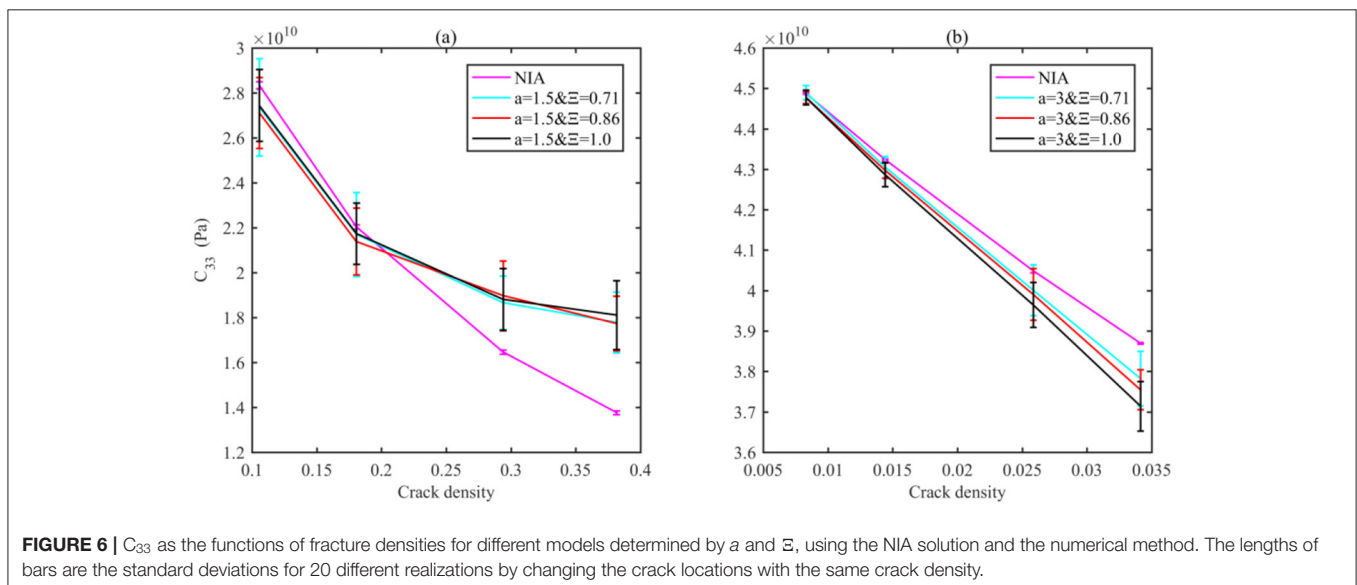 ×10^10
(a)
3
2.8
2.6
2.4
2.2
2
1.8
1.6
1.4
1.2
C33 (Pa)
NIA
a=1.5&Ξ=0.71
a=1.5&Ξ=0.86
a=1.5&Ξ=1.0
0.1 0.15 0.2 0.25 0.3 0.35 0.4
Crack density
×10^10
(b)
4.6
4.5
4.4
4.3
4.2
4.1
4
3.9
3.8
3.7
3.6
NIA
a=3&Ξ=0.71
a=3&Ξ=0.86
a=3&Ξ=1.0
0.005 0.01 0.015 0.02 0.025 0.03 0.035
Crack density
FIGURE 6 | C33 as the functions of fracture densities for different models determined by a and Ξ, using the NIA solution and the numerical method. The lengths of
bars are the standard deviations for 20 different realizations by changing the crack locations with the same crack density.